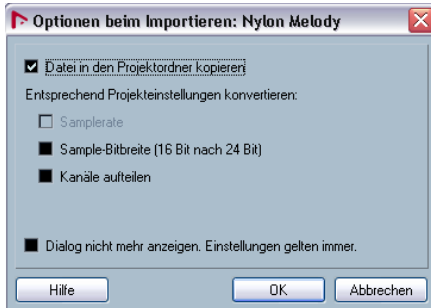 Optionen beim Importieren: Nylon Melody
Datei in den Projektordner kopieren
Entsprechend Projekteinstellungen konvertieren:
Samplerate
Sample-Bitbreite (16 Bit nach 24 Bit)
Kanäle aufteilen
Dialog nicht mehr anzeigen. Einstellungen gelten immer.
Hilfe
OK
Abbrechen